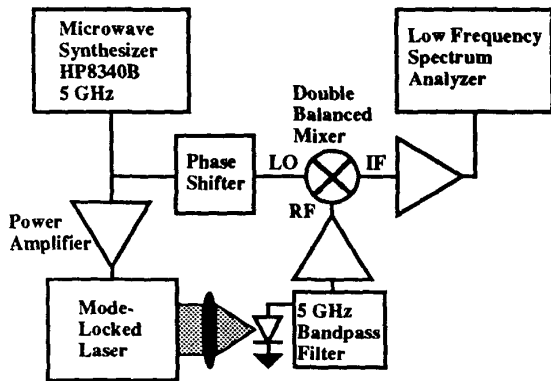 Microwave
Synthesizer
HP8340B
5 GHz
Low Frequency
Spectrum
Analyzer
Double
Balanced
Mixer
Phase
Shifter
LO
IF
RF
Power
Amplifier
Mode-
Locked
Laser
5 GHz
Bandpass
Filter